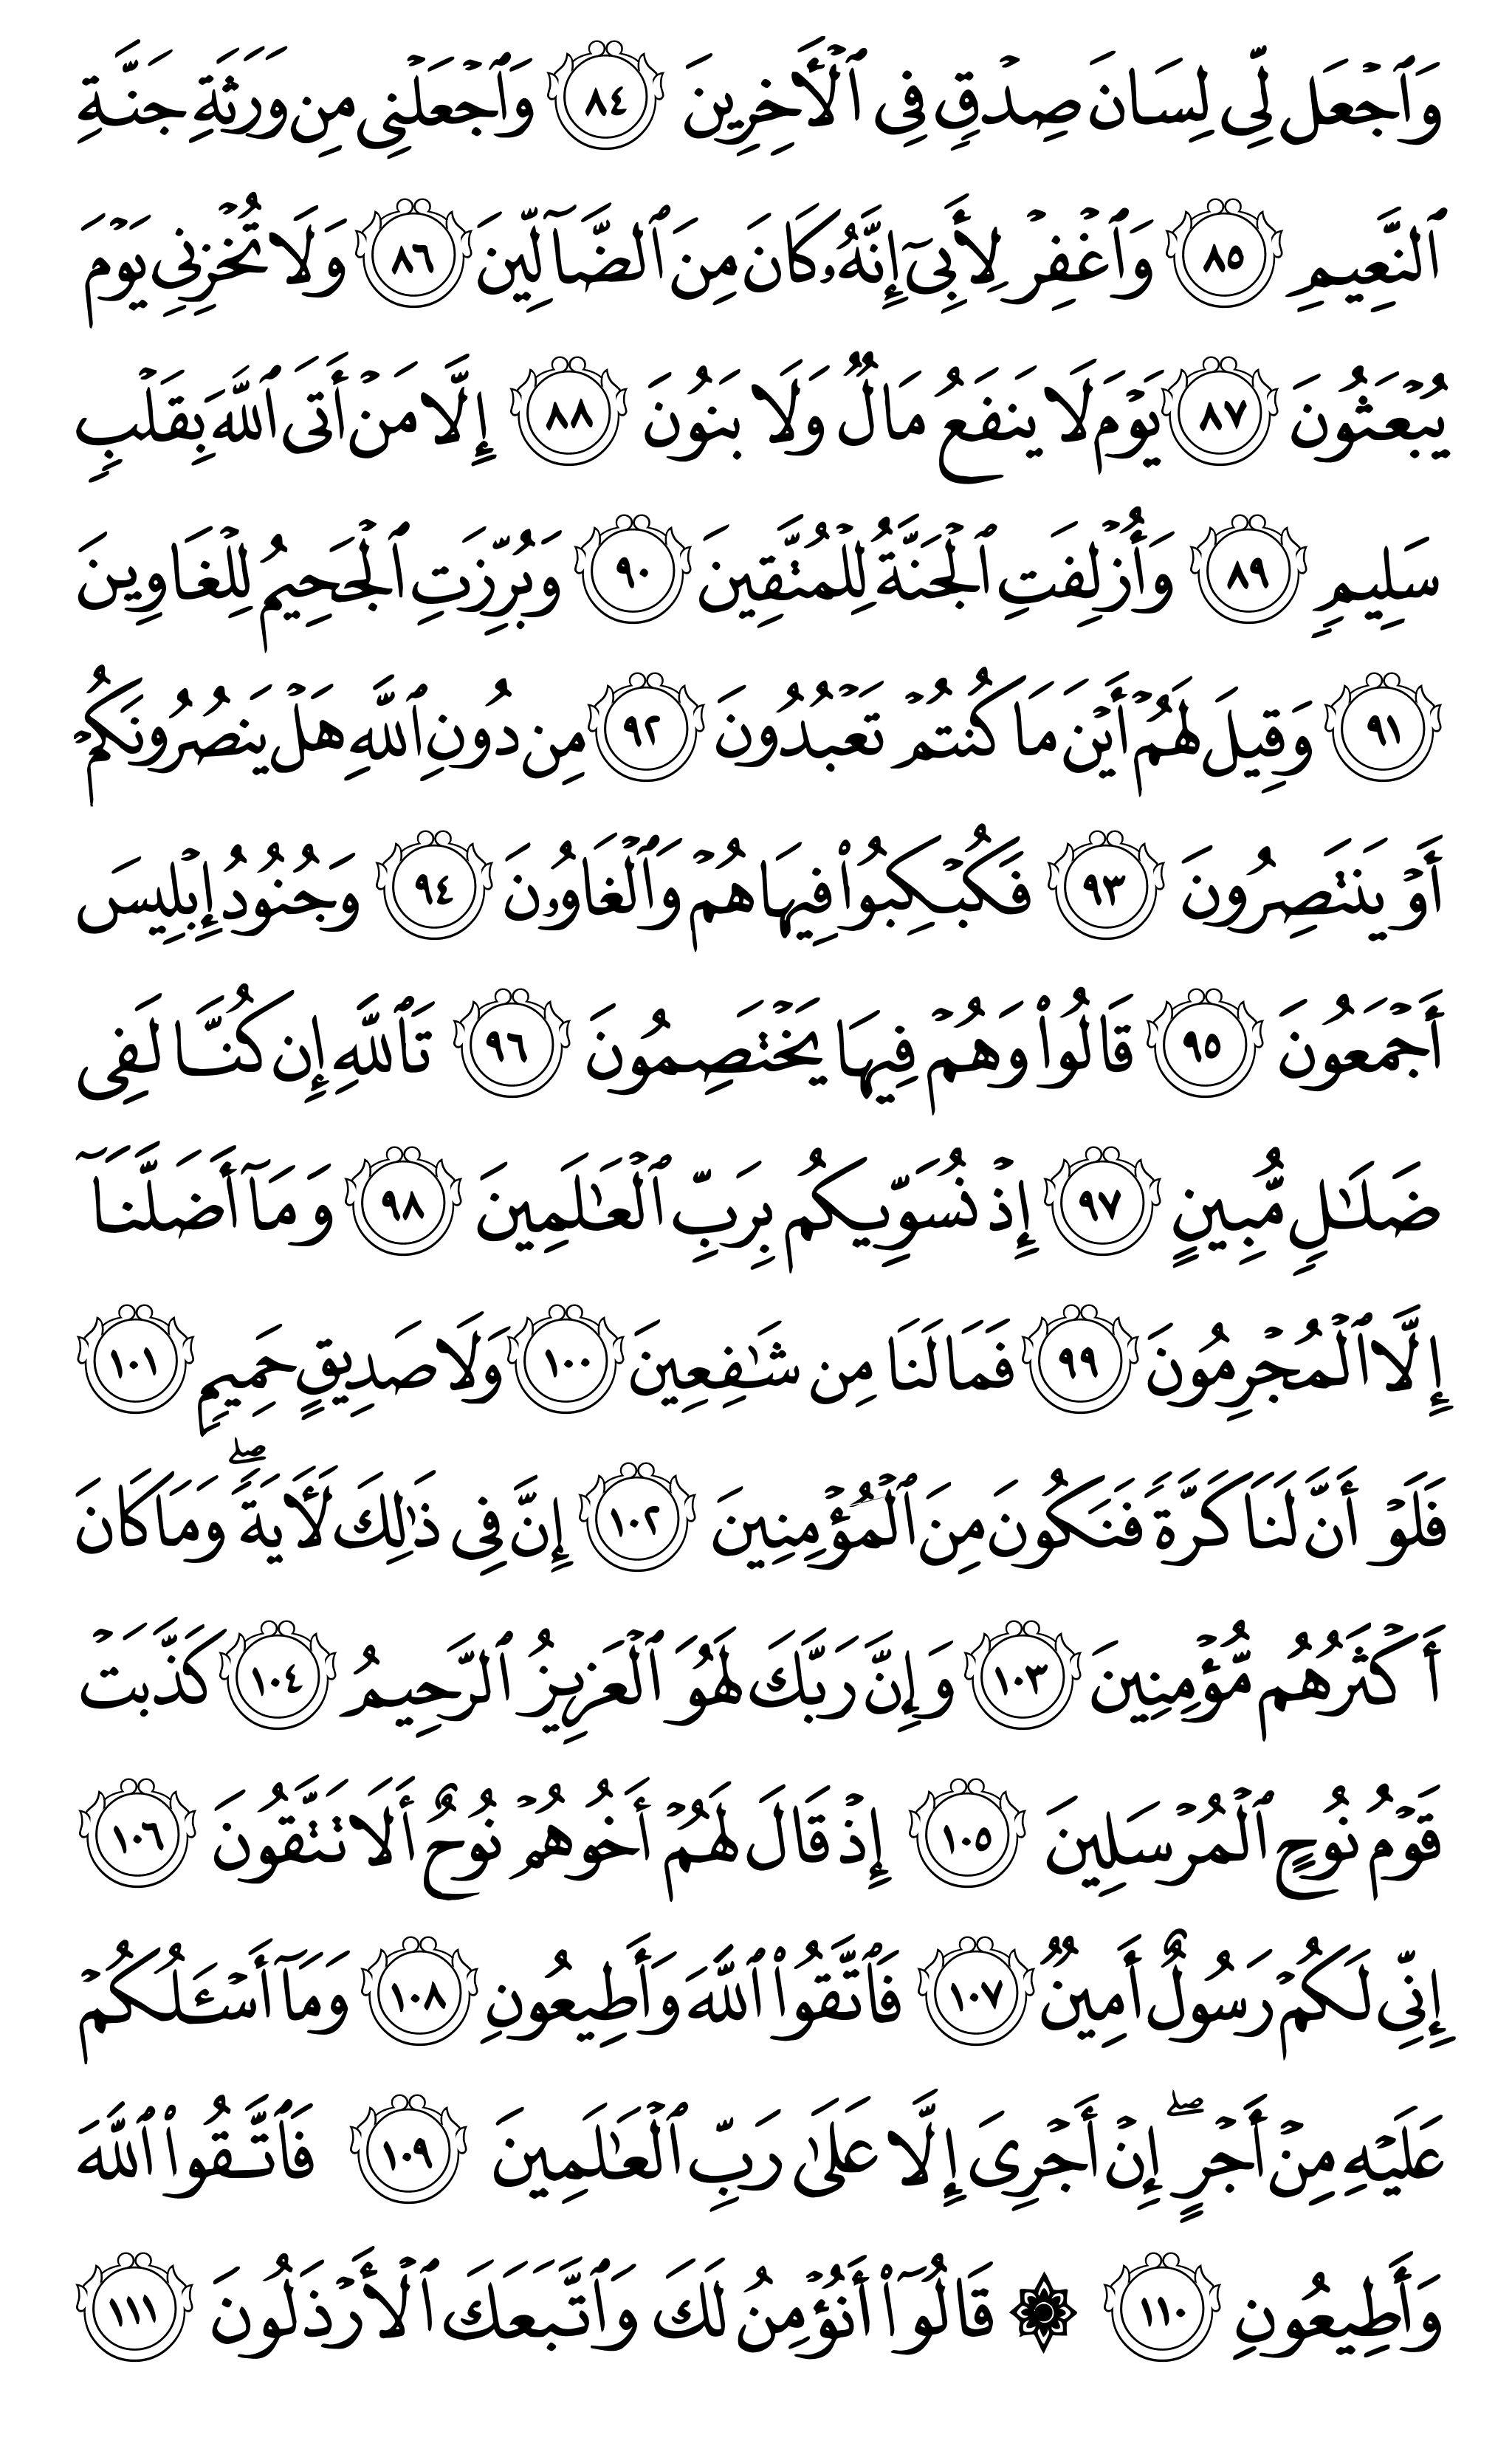 وَٱجۡعَل لِّي لِسَانَ صِدۡقٖ فِي ٱلۡأٓخِرِينَ ٨٤ وَٱجۡعَلۡنِي مِن وَرَثَةِ جَنَّةِ
ٱلنَّعِيمِ ٨٥ وَٱغۡفِرۡ لِأَبِيٓ إِنَّهُۥ كَانَ مِنَ ٱلضَّآلِّينَ ٨٦ وَلَا تُخۡزِنِي يَوۡمَ
يُبۡعَثُونَ ٨٧ يَوۡمَ لَا يَنفَعُ مَالٞ وَلَا بَنُونَ ٨٨ إِلَّا مَنۡ أَتَى ٱللَّهَ بِقَلۡبٖ
سَلِيمٖ ٨٩ وَأُزۡلِفَتِ ٱلۡجَنَّةُ لِلۡمُتَّقِينَ ٩٠ وَبُرِّزَتِ ٱلۡجَحِيمُ لِلۡغَاوِينَ
٩١ وَقِيلَ لَهُمۡ أَيۡنَ مَا كُنتُمۡ تَعۡبُدُونَ ٩٢ مِن دُونِ ٱللَّهِ هَلۡ يَنصُرُونَكُمۡ
أَوۡ يَنتَصِرُونَ ٩٣ فَكُبۡكِبُواْ فِيهَا هُمۡ وَٱلۡغَاوُۥنَ ٩٤ وَجُنُودُ إِبۡلِيسَ
أَجۡمَعُونَ ٩٥ قَالُواْ وَهُمۡ فِيهَا يَخۡتَصِمُونَ ٩٦ تَٱللَّهِ إِن كُنَّا لَفِي
ضَلَٰلٖ مُّبِينٍ ٩٧ إِذۡ نُسَوِّيكُم بِرَبِّ ٱلۡعَٰلَمِينَ ٩٨ وَمَآ أَضَلَّنَآ
إِلَّا ٱلۡمُجۡرِمُونَ ٩٩ فَمَا لَنَا مِن شَٰفِعِينَ ١٠٠ وَلَا صَدِيقٍ حَمِيمٖ ١٠١
فَلَوۡ أَنَّ لَنَا كَرَّةٗ فَنَكُونَ مِنَ ٱلۡمُؤۡمِنِينَ ١٠٢ إِنَّ فِي ذَٰلِكَ لَأٓيَةٗۖ وَمَا كَانَ
أَكۡثَرُهُم مُّؤۡمِنِينَ ١٠٣ وَإِنَّ رَبَّكَ لَهُوَ ٱلۡعَزِيزُ ٱلرَّحِيمُ ١٠٤ كَذَّبَتۡ
قَوۡمُ نُوحٍ ٱلۡمُرۡسَلِينَ ١٠٥ إِذۡ قَالَ لَهُمۡ أَخُوهُمۡ نُوحٌ أَلَا تَتَّقُونَ ١٠٦
إِنِّي لَكُمۡ رَسُولٌ أَمِينٞ ١٠٧ فَٱتَّقُواْ ٱللَّهَ وَأَطِيعُونِ ١٠٨ وَمَآ أَسۡـَٔلُكُمۡ
عَلَيۡهِ مِنۡ أَجۡرٍۖ إِنۡ أَجۡرِيَ إِلَّا عَلَىٰ رَبِّ ٱلۡعَٰلَمِينَ ١٠٩ فَٱتَّقُواْ ٱللَّهَ
وَأَطِيعُونِ ١١٠ ۞ قَالُوٓاْ أَنُؤۡمِنُ لَكَ وَٱتَّبَعَكَ ٱلۡأَرۡذَلُونَ ١١١